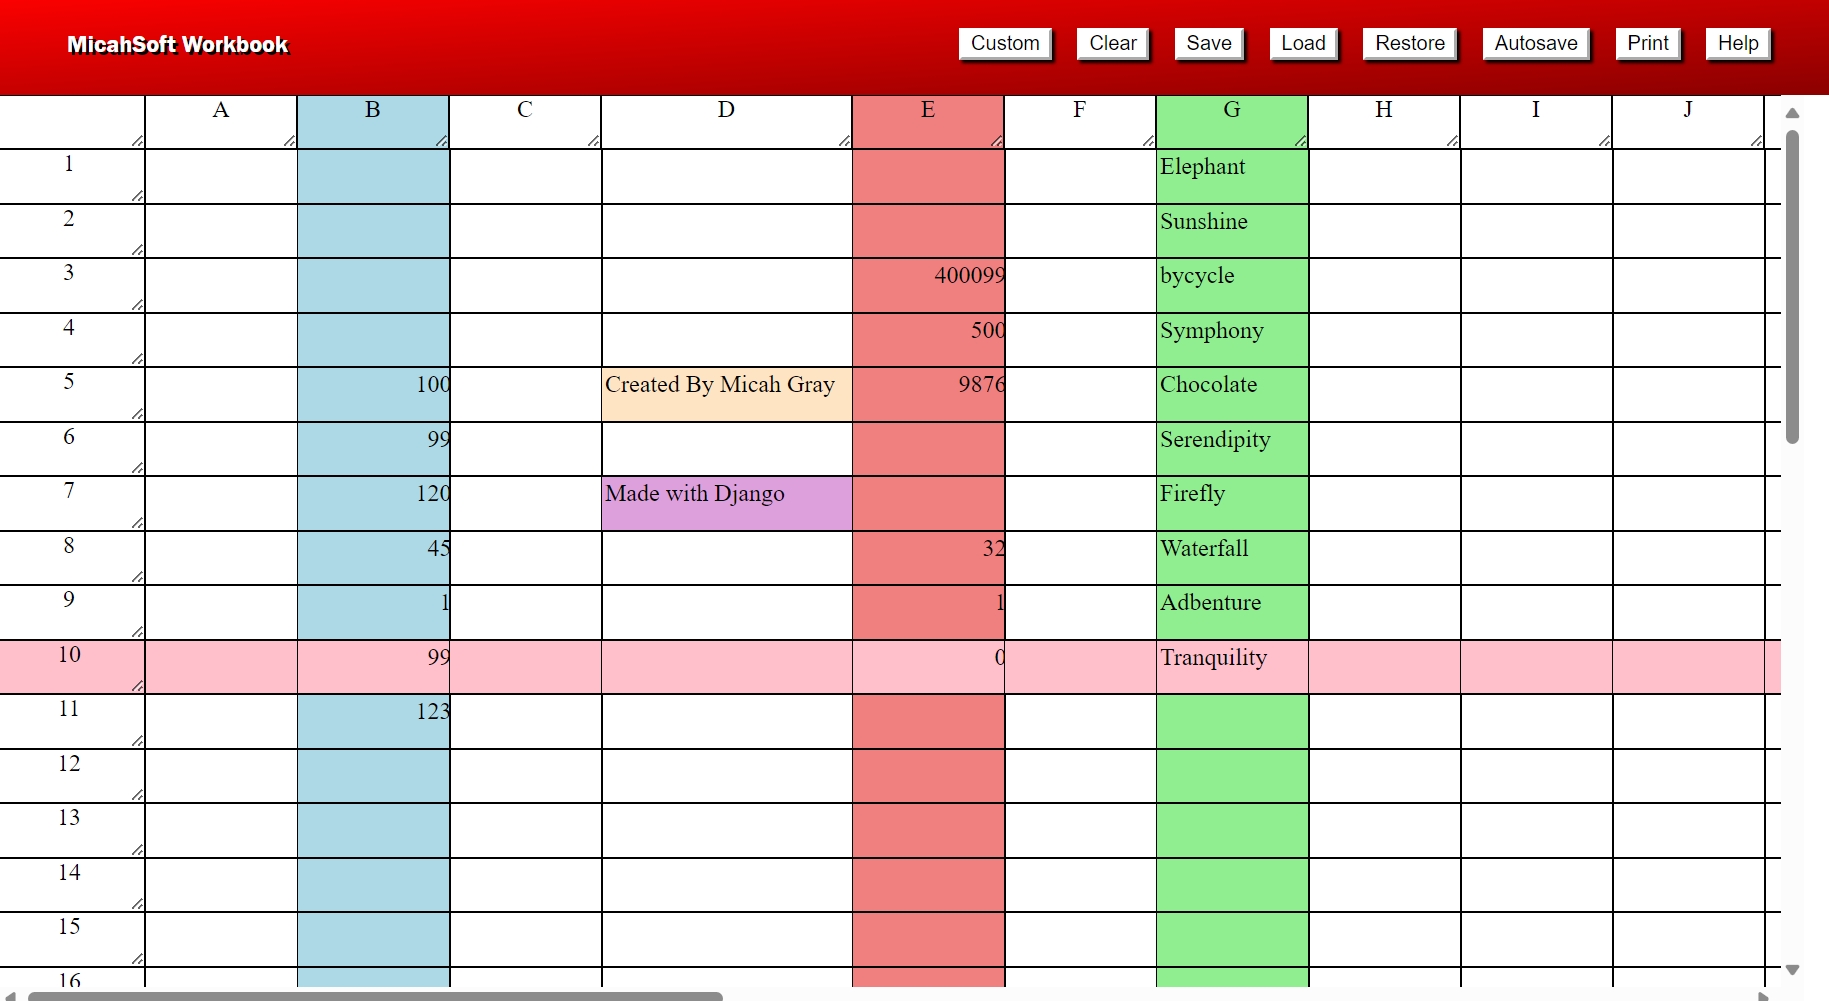 MicahSoft Workbook Custom Clear Save Load Restore Autosave Print Help
A B C D E F G H I J
1 Elephant
2 Sunshine
3 400099 bycycle
4 500 Symphony
5 100 Created By Micah Gray 9876 Chocolate
6 99 Serendipity
7 120 Made with Django Firefly
8 45 32 Waterfall
9 1 1 Adbenture
10 99 0 Tranquility
11 123
12
13
14
15
16